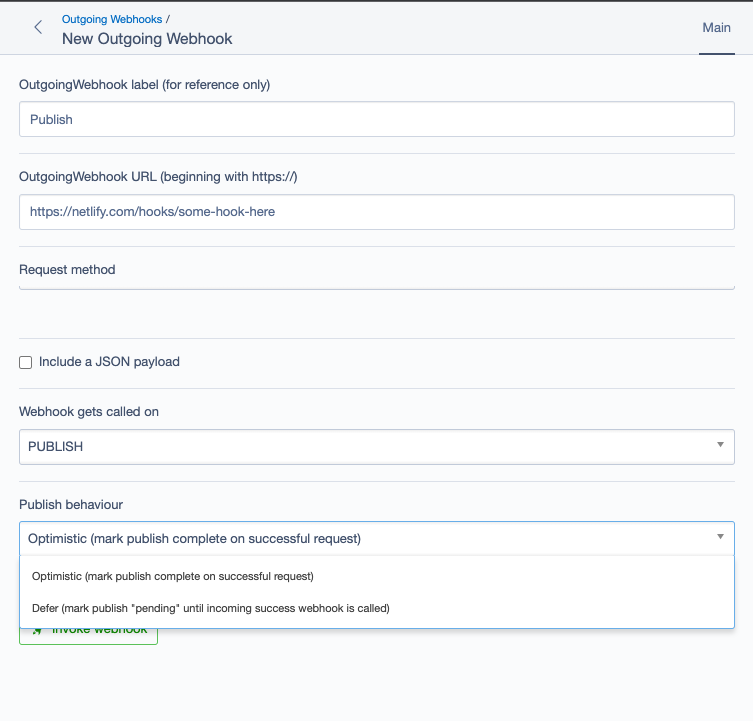 Outgoing Webhooks /
New Outgoing Webhook
Main
OutgoingWebhook label (for reference only)
Publish
OutgoingWebhook URL (beginning with https://)
https://netlify.com/hooks/some-hook-here
Request method
Include a JSON payload
Webhook gets called on
PUBLISH
Publish behaviour
Optimistic (mark publish complete on successful request)
Optimistic (mark publish complete on successful request)
Defer (mark publish "pending" until incoming success webhook is called)
Invoke webhook